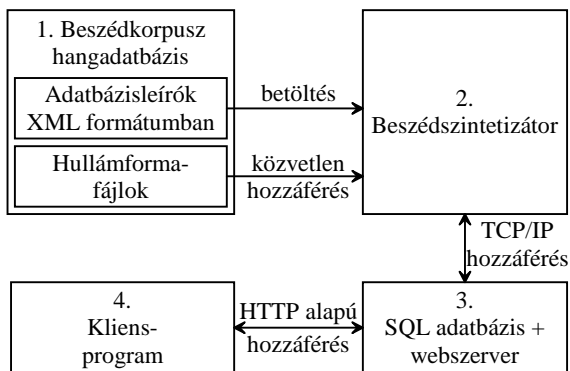 1. Beszédkorpusz
hangadatbázis
Adatbázisleírók
XML formátumban
Hullámforma-
fájlok
betöltés
közvetlen
hozzáférés
2.
Beszédszintetizátor
TCP/IP
hozzáférés
4.
Kliens-
program
HTTP alapú
hozzáférés
3.
SQL adatbázis +
webszerver